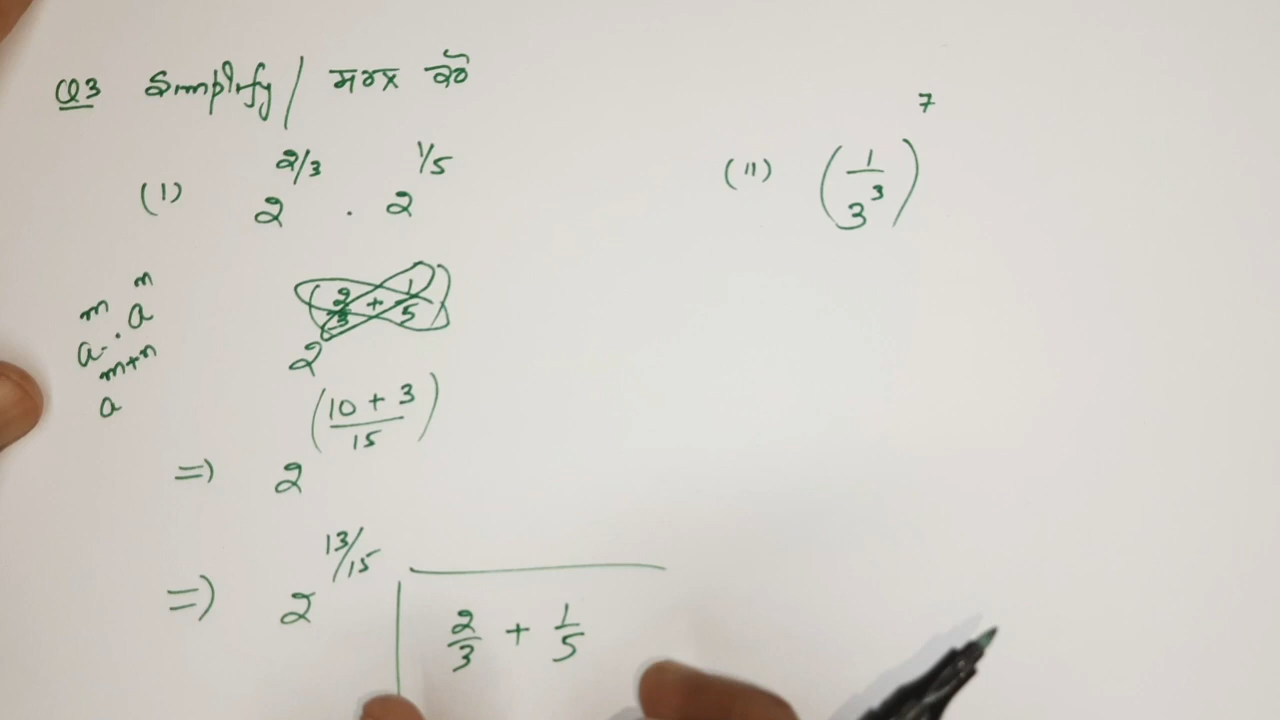 Q3 Simplify / सरल करें
(1) 2^{2/3} · 2^{1/5}
(11) (1/3^3)^7
a^m · a^n
a^{m+n}
2^{(2/3 + 1/5)}
=) 2^{((10 + 3)/15)}
=) 2^{13/15}
2/3 + 1/5